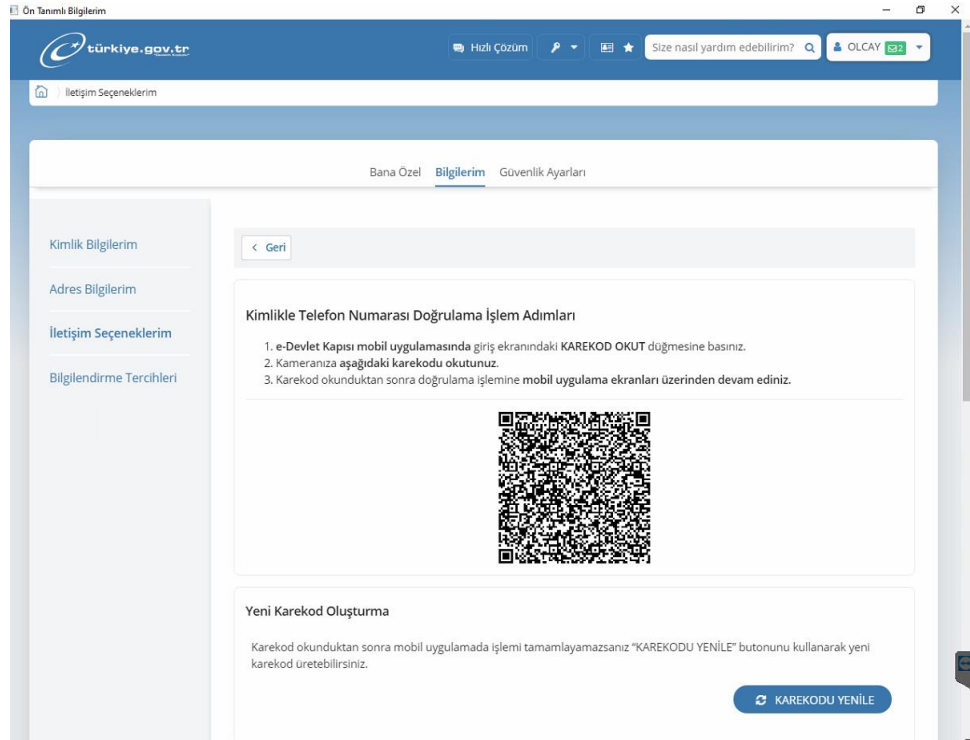 Ön Tanımlı Bilgilerim
türkiye.gov.tr
Hızlı Çözüm
Size nasıl yardım edebilirim?
OLCAY 2
İletişim Seçeneklerim
Bana Özel Bilgilerim Güvenlik Ayarları
Kimlik Bilgilerim
Adres Bilgilerim
İletişim Seçeneklerim
Bilgilendirme Tercihleri
Geri
Kimlikle Telefon Numarası Doğrulama İşlem Adımları
1. e-Devlet Kapısı mobil uygulamasında giriş ekranındaki KAREKOD OKUT düğmesine basınız.
2. Kameranıza aşağıdaki karekodu okutunuz.
3. Karekod okunduktan sonra doğrulama işlemine mobil uygulama ekranları üzerinden devam ediniz.
Yeni Karekod Oluşturma
Karekod okunduktan sonra mobil uygulamada işlemi tamamlayamazsanız “KAREKODU YENİLE” butonunu kullanarak yeni
karekod üretebilirsiniz.
KAREKODU YENİLE